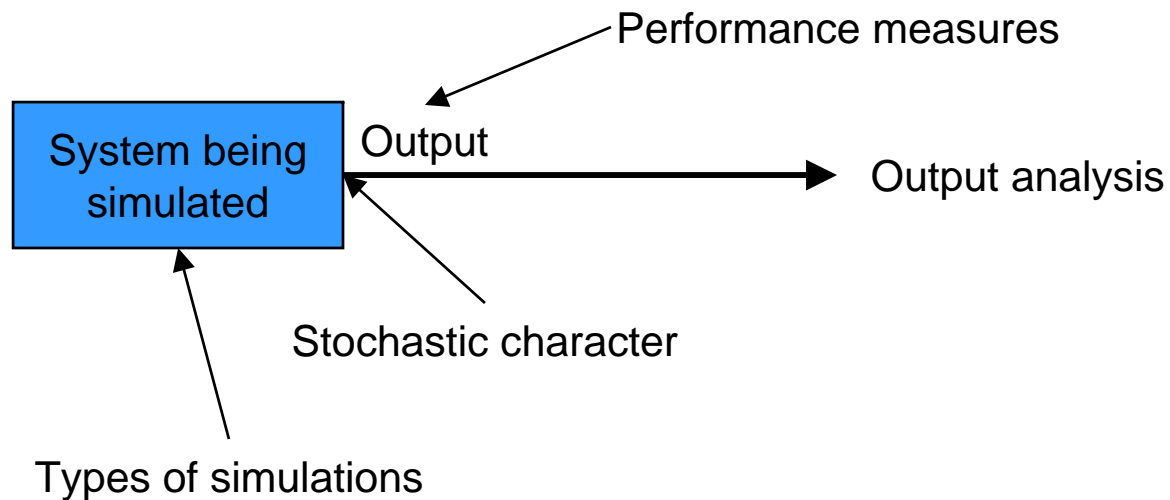 Performance measures
System being
simulated
Output
Output analysis
Stochastic character
Types of simulations